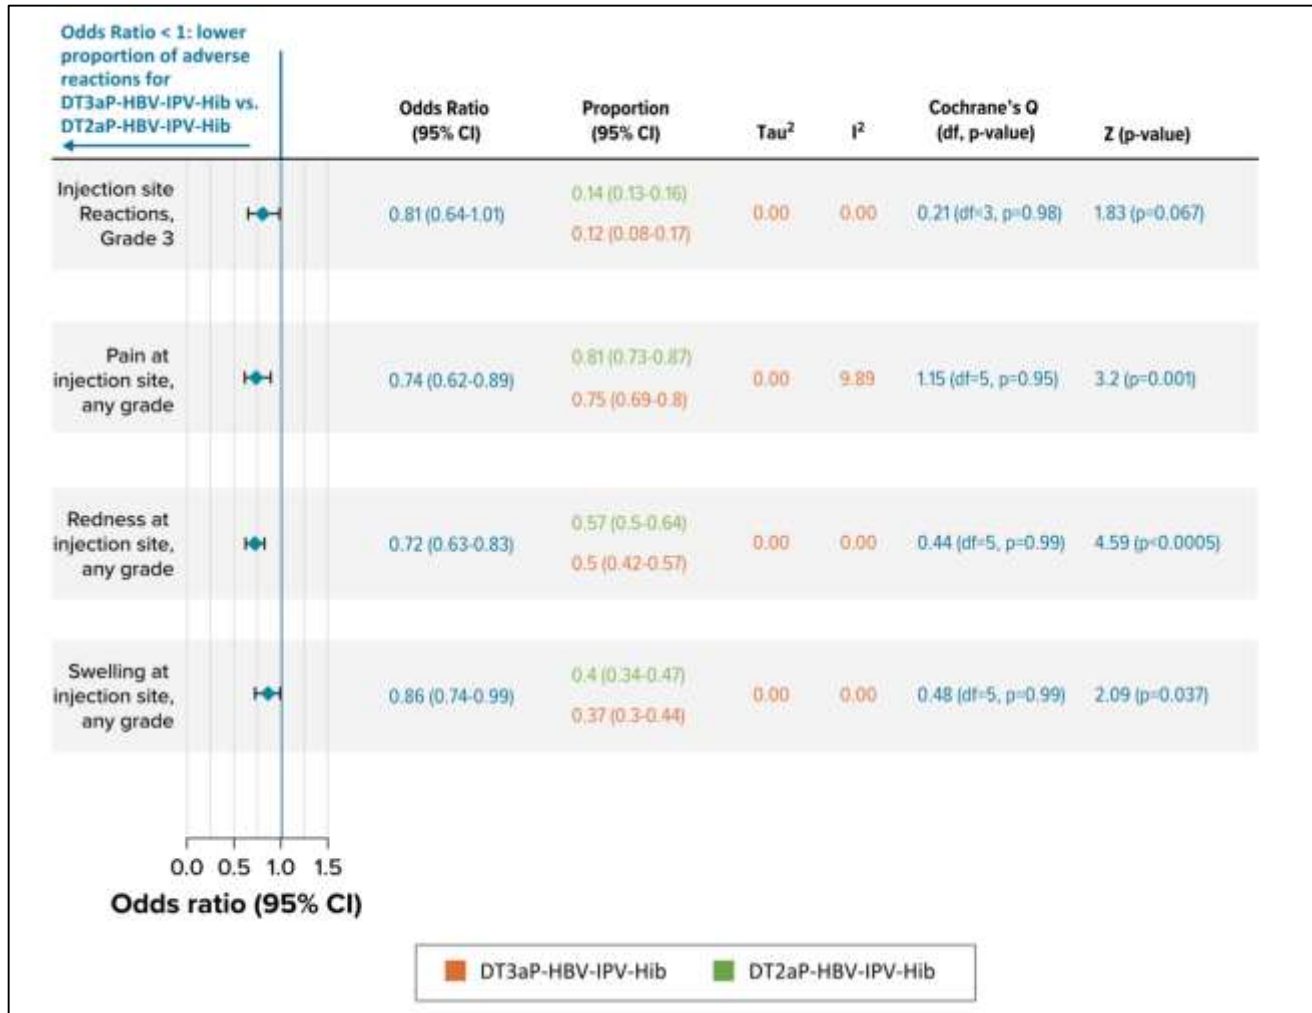 Odds Ratio < 1: lower
proportion of adverse
reactions for
DT3aP-HBV-IPV-Hib vs.
DT2aP-HBV-IPV-Hib
Odds Ratio
(95% CI)
Proportion
(95% CI)
Tau²
I²
Cochrane's Q
(df, p-value)
Z (p-value)
Injection site
Reactions,
Grade 3
0.81 (0.64-1.01)
0.14 (0.13-0.16)
0.12 (0.08-0.17)
0.00
0.00
0.21 (df=3, p=0.98)
1.83 (p=0.067)
Pain at
injection site,
any grade
0.74 (0.62-0.89)
0.81 (0.73-0.87)
0.75 (0.69-0.8)
0.00
9.89
1.15 (df=5, p=0.95)
3.2 (p=0.001)
Redness at
injection site,
any grade
0.72 (0.63-0.83)
0.57 (0.5-0.64)
0.5 (0.42-0.57)
0.00
0.00
0.44 (df=5, p=0.99)
4.59 (p<0.0005)
Swelling at
injection site,
any grade
0.86 (0.74-0.99)
0.4 (0.34-0.47)
0.37 (0.3-0.44)
0.00
0.00
0.48 (df=5, p=0.99)
2.09 (p=0.037)
0.0 0.5 1.0 1.5
Odds ratio (95% CI)
DT3aP-HBV-IPV-Hib
DT2aP-HBV-IPV-Hib